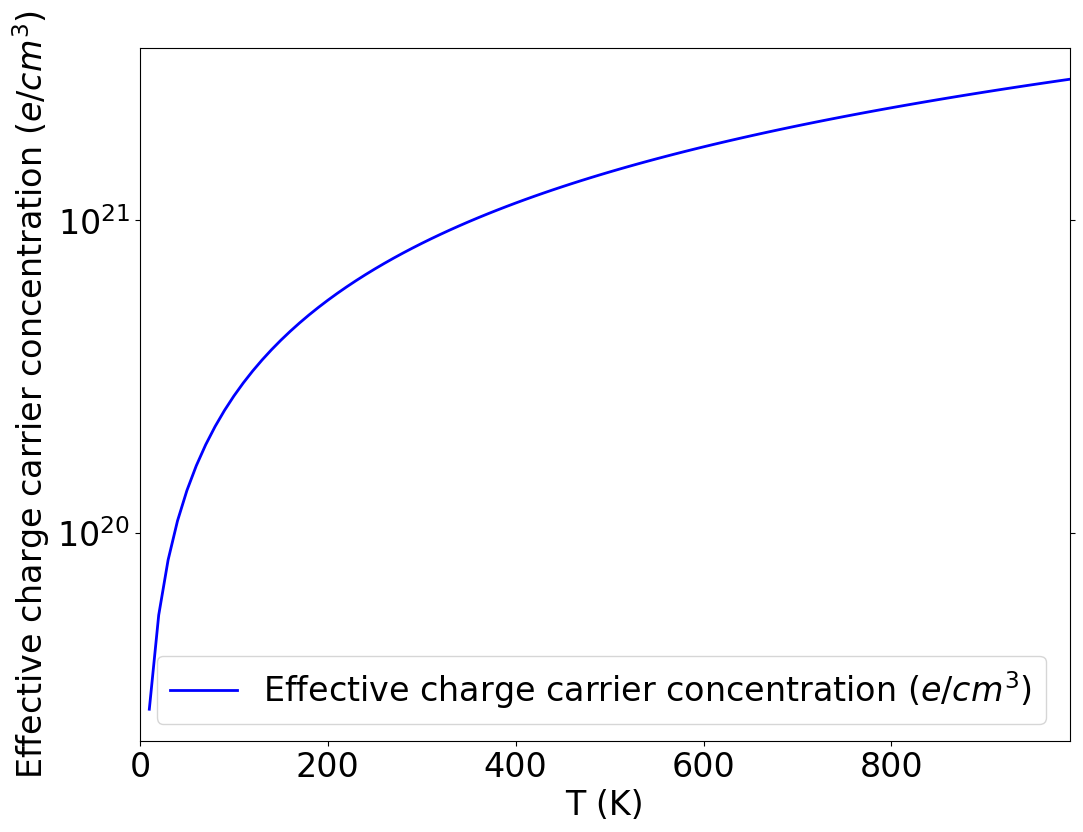 Effective charge carrier concentration (e/cm³)
10²¹
10²⁰
Effective charge carrier concentration (e/cm³)
0 200 400 600 800
T (K)